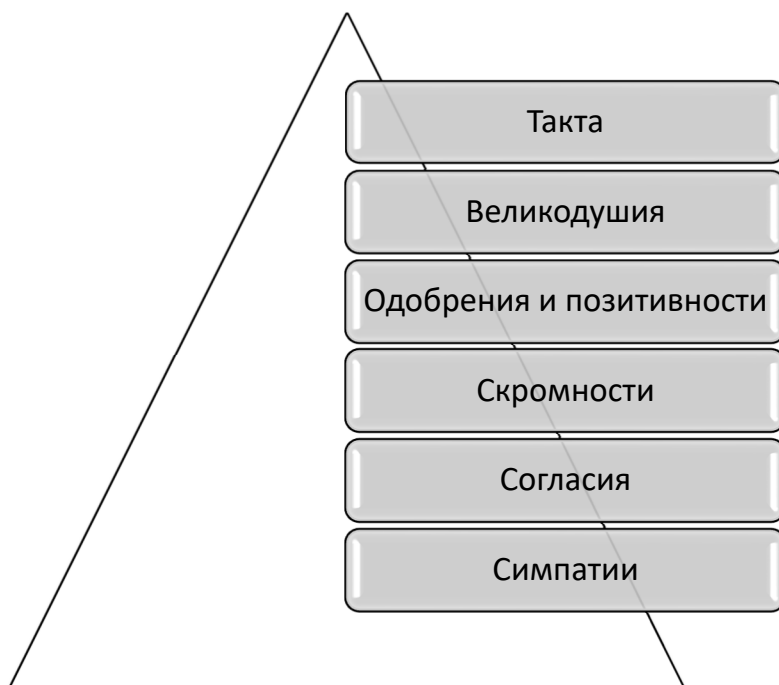 Такта
Великодушия
Одобрения и позитивности
Скромности
Согласия
Симпатии